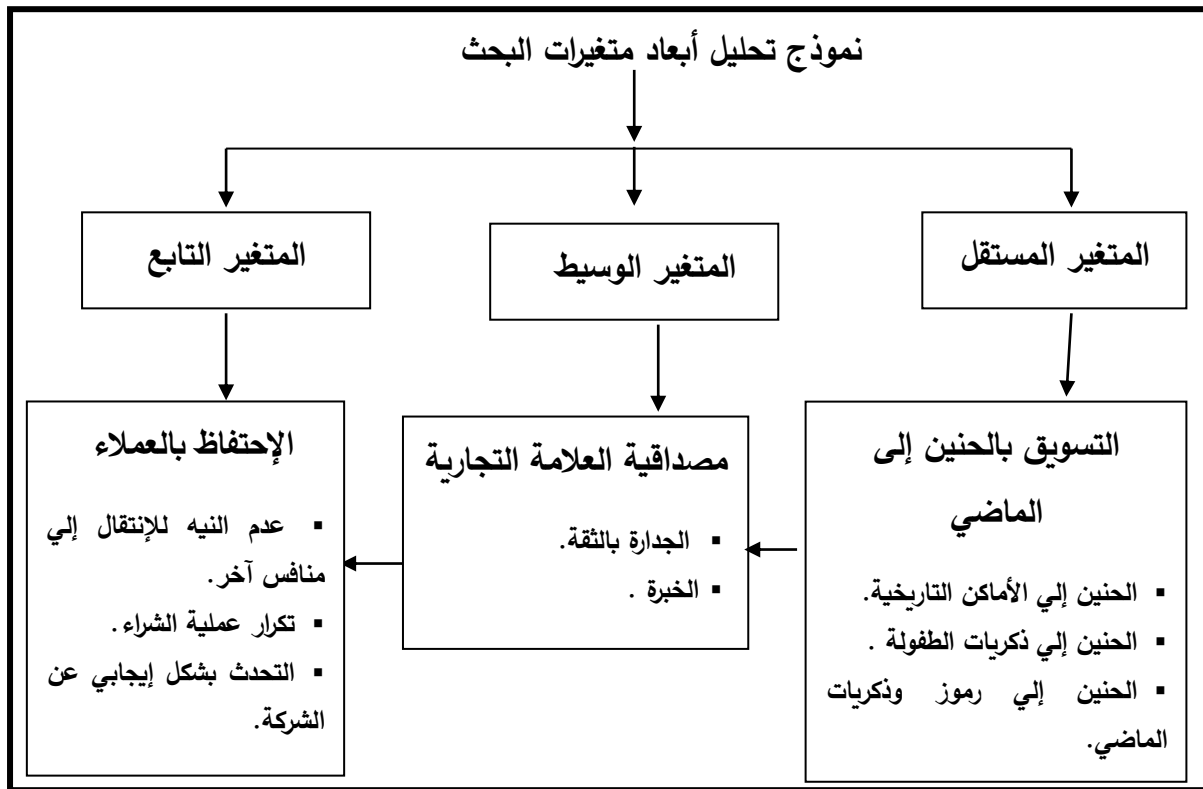 نموذج تحليل أبعاد متغيرات البحث
المتغير المستقل
المتغير الوسيط
المتغير التابع
التسويق بالحنين إلى
الماضي
▪ الحنين إلي الأماكن التاريخية.
▪ الحنين إلي ذكريات الطفولة .
▪ الحنين إلي رموز وذكريات
الماضي.
مصداقية العلامة التجارية
▪ الجدارة بالثقة.
▪ الخبرة .
الإحتفاظ بالعملاء
▪ عدم النيه للإنتقال إلي
منافس آخر.
▪ تكرار عملية الشراء.
▪ التحدث بشكل إيجابي عن
الشركة.